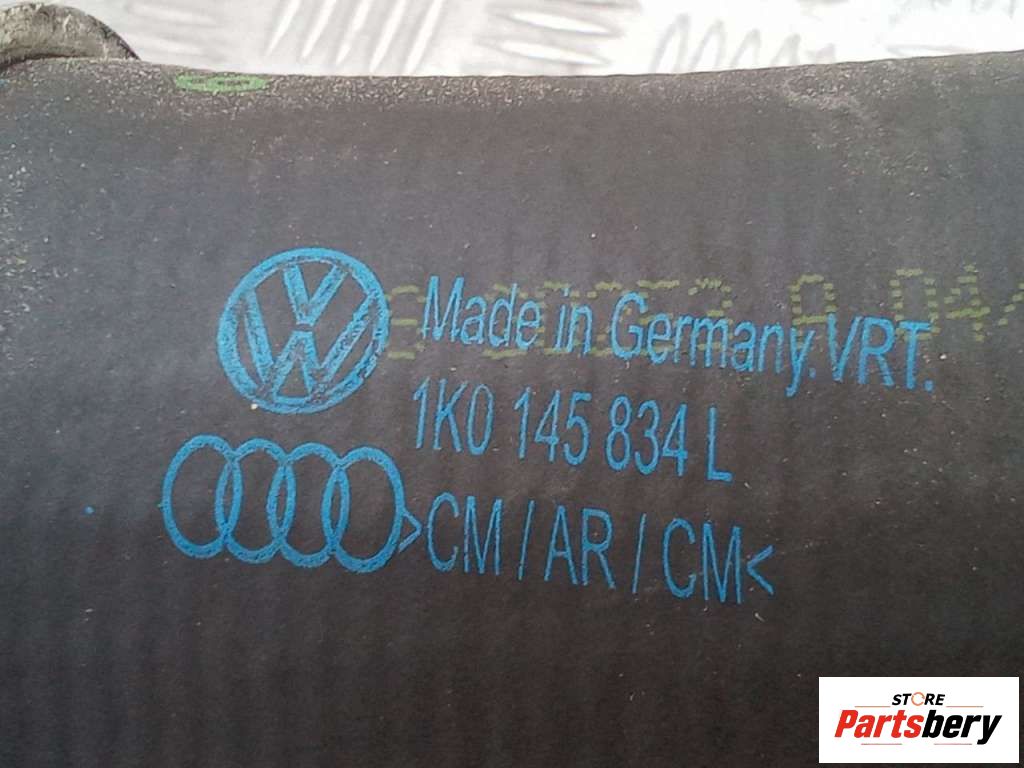 Made in Germany. VRT.
1K0 145 834 L
>CM / AR / CM<
STORE
Partsbery